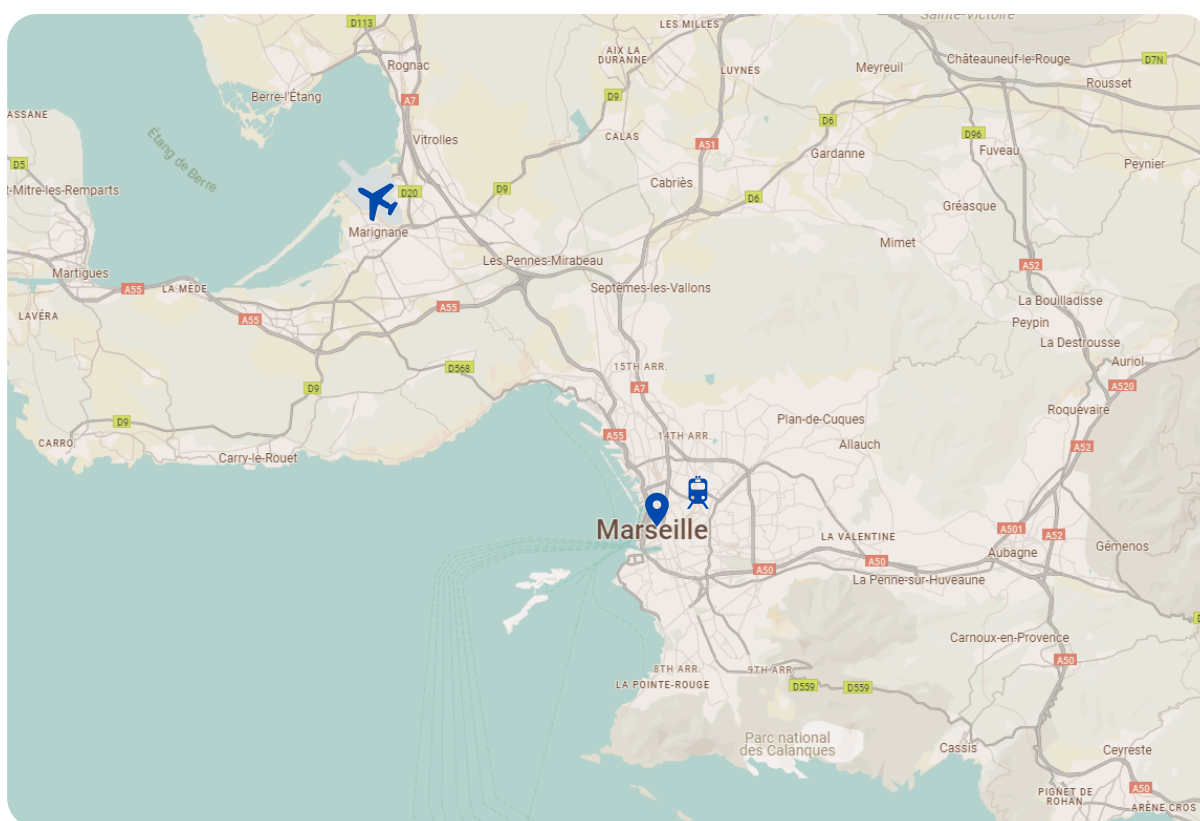 Sainte-Victoire
D113
LES MILLES
AIX LA
DURANNE
Rognac
LUYNES
Meyreuil
Châteauneuf-le-Rouge
D7N
Rousset
Berre-l'Étang
A7
D9
ASSANE
D6
Étang de Berre
Vitrolles
CALAS
A51
D96
Gardanne
Fuveau
Peynier
D5
t-Mitre-les-Remparts
D20
D9
Cabriès
D6
Gréasque
Marignane
Mimet
Les Pennes-Mirabeau
A52
Martigues
A55
LA MÈDE
Septèmes-les-Vallons
La Bouilladisse
LAVÉRA
A55
A55
Peypin
La Destrousse
D568
15TH ARR.
Auriol
D9
A7
A520
Roquevaire
D9
Plan-de-Cuques
CARRO
A55
14TH ARR.
Allauch
A52
Carry-le-Rouet
Marseille
LA VALENTINE
A501
A52
Aubagne
Gémenos
A50
A50
La Penne-sur-Huveaune
Carnoux-en-Provence
A50
8TH ARR.
9TH ARR.
LA POINTE-ROUGE
D559
D559
Parc national
des Calanques
Cassis
Ceyreste
A50
PIGNET DE
ROHAN
ARÈNE CROS